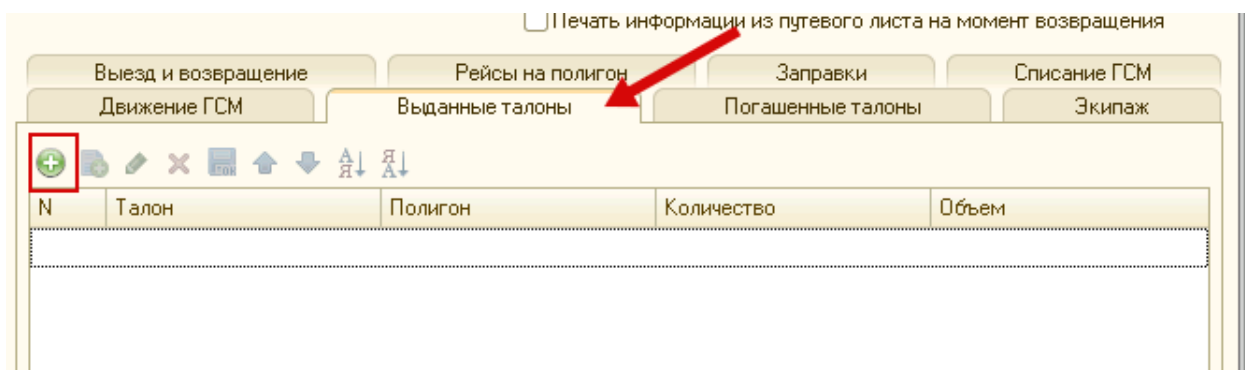 Печать информации из путевого листа на момент возвращения
Выезд и возвращение Рейсы на полигон Заправки Списание ГСМ
Движение ГСМ Выданные талоны Погашенные талоны Экипаж
N Талон Полигон Количество Объем